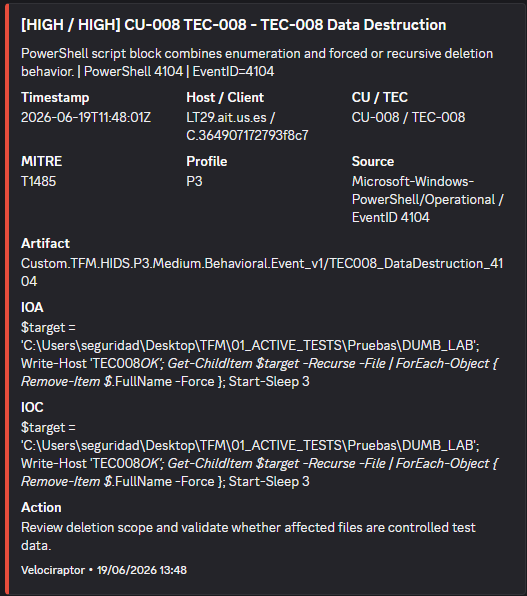 [HIGH / HIGH] CU-008 TEC-008 - TEC-008 Data Destruction
PowerShell script block combines enumeration and forced or recursive deletion
behavior. | PowerShell 4104 | EventID=4104
Timestamp
2026-06-19T11:48:01Z
Host / Client
LT29.ait.us.es /
C.364907172793f8c7
CU / TEC
CU-008 / TEC-008
MITRE
T1485
Profile
P3
Source
Microsoft-Windows-
PowerShell/Operational /
EventID 4104
Artifact
Custom.TFM.HIDS.P3.Medium.Behavioral.Event_v1/TEC008_DataDestruction_41
04
IOA
$target =
'C:\Users\seguridad\Desktop\TFM\01_ACTIVE_TESTS\Pruebas\DUMB_LAB';
Write-Host 'TEC008OK'; Get-ChildItem $target -Recurse -File | ForEach-Object {
Remove-Item $.FullName -Force }; Start-Sleep 3
IOC
$target =
'C:\Users\seguridad\Desktop\TFM\01_ACTIVE_TESTS\Pruebas\DUMB_LAB';
Write-Host 'TEC008OK'; Get-ChildItem $target -Recurse -File | ForEach-Object {
Remove-Item $.FullName -Force }; Start-Sleep 3
Action
Review deletion scope and validate whether affected files are controlled test
data.
Velociraptor • 19/06/2026 13:48